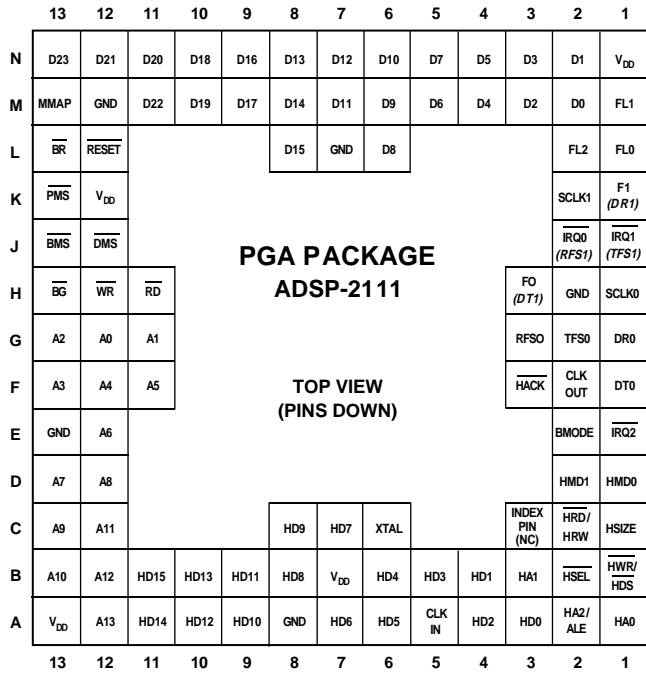 13 12 11 10 9 8 7 6 5 4 3 2 1
N D23 D21 D20 D18 D16 D13 D12 D10 D7 D5 D3 D1 VDD
M MMAP GND D22 D19 D17 D14 D11 D9 D6 D4 D2 D0 FL1
L BR RESET D15 GND D8 FL2 FL0
K PMS VDD SCLK1 F1 (DR1)
J BMS DMS IRQ0 (RFS1) IRQ1 (TFS1)
PGA PACKAGE
H BG WR RD ADSP-2111 FO (DT1) GND SCLK0
G A2 A0 A1 RFSO TFS0 DR0
F A3 A4 A5 TOP VIEW HACK CLK OUT DT0
(PINS DOWN)
E GND A6 BMODE IRQ2
D A7 A8 HMD1 HMD0
C A9 A11 HD9 HD7 XTAL INDEX PIN (NC) HRD/ HRW HSIZE
B A10 A12 HD15 HD13 HD11 HD8 VDD HD4 HD3 HD1 HA1 HSEL HWR/ HDS
A VDD A13 HD14 HD12 HD10 GND HD6 HD5 CLK IN HD2 HD0 HA2/ ALE HA0
13 12 11 10 9 8 7 6 5 4 3 2 1